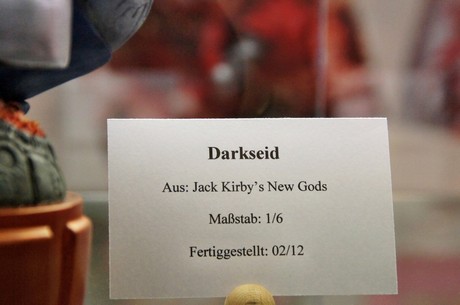 Darkseid
Aus: Jack Kirby's New Gods
Maßstab: 1/6
Fertiggestellt: 02/12